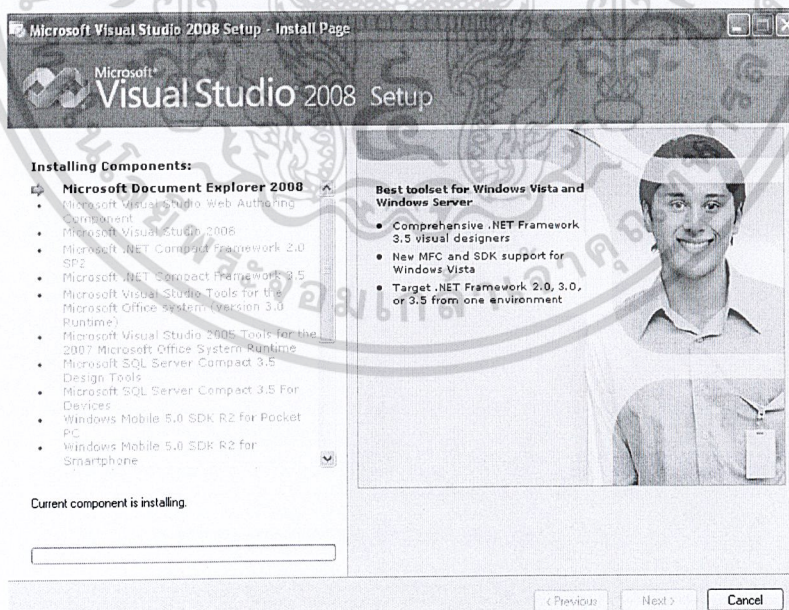 Microsoft Visual Studio 2008 Setup - Install Page
Microsoft
Visual Studio 2008 Setup
Installing Components:
Microsoft Document Explorer 2008
Microsoft Visual Studio Web Authoring
Component
Microsoft Visual Studio 2008
Microsoft .NET Compact Framework 2.0
SP2
Microsoft .NET Compact Framework 3.5
Microsoft Visual Studio Tools for the
Microsoft Office system (version 3.0
Runtime)
Microsoft Visual Studio 2005 Tools for the
2007 Microsoft Office System Runtime
Microsoft SQL Server Compact 3.5
Design Tools
Microsoft SQL Server Compact 3.5 For
Devices
Windows Mobile 5.0 SDK R2 for Pocket
PC
Windows Mobile 5.0 SDK R2 for
Smartphone
Current component is installing.
Best toolset for Windows Vista and
Windows Server
• Comprehensive .NET Framework
3.5 visual designers
• New MFC and SDK support for
Windows Vista
• Target .NET Framework 2.0, 3.0,
or 3.5 from one environment
< Previous
Next >
Cancel